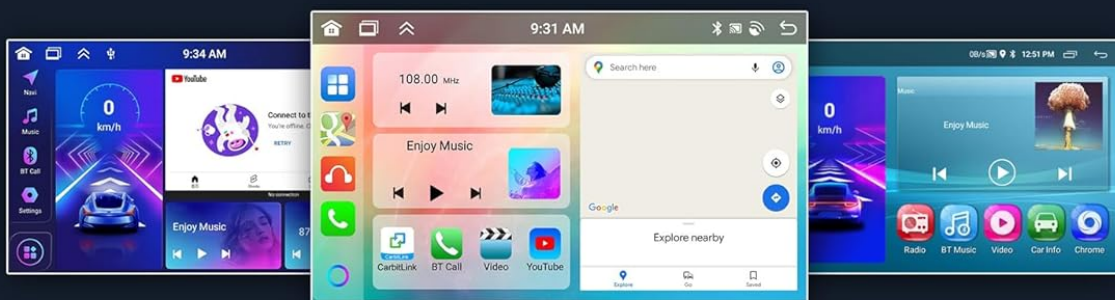 9:34 AM
Navi
Music
BT Call
Settings
0
km/h
YouTube
Connect to t
You're offline. C
RETRY
No connection
Enjoy Music
87
9:31 AM
108.00 MHz
Enjoy Music
CarbitLink
CarbitLink
BT Call
Video
YouTube
Search here
Google
Explore nearby
Explore
Go
Saved
0B/s
12:51 PM
0
km/h
Music
Enjoy Music
Radio
BT Music
Video
Car Info
Chrome